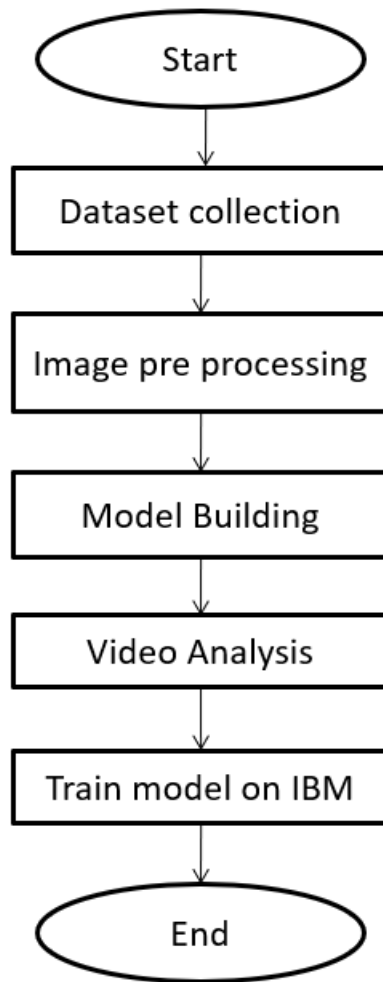 Start
Dataset collection
Image pre processing
Model Building
Video Analysis
Train model on IBM
End